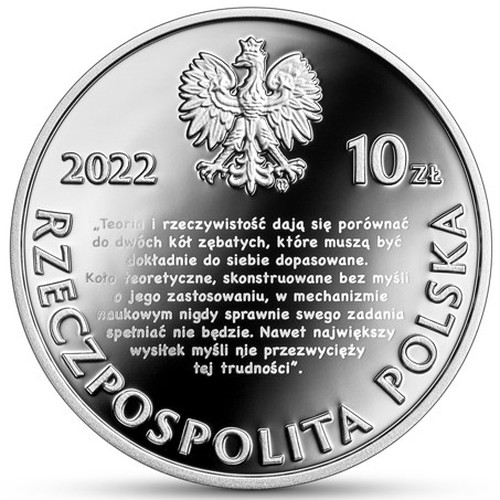 2022
10 ZŁ
„Teoria i rzeczywistość dają się porównać
do dwóch kół zębatych, które muszą być
dokładnie do siebie dopasowane.
Koło teoretyczne, skonstruowane bez myśli
o jego zastosowaniu, w mechanizmie
naukowym nigdy sprawnie swego zadania
spełniać nie będzie. Nawet największy
wysiłek myśli nie przezwycięży
tej trudności”.
RZECZPOSPOLITA POLSKA